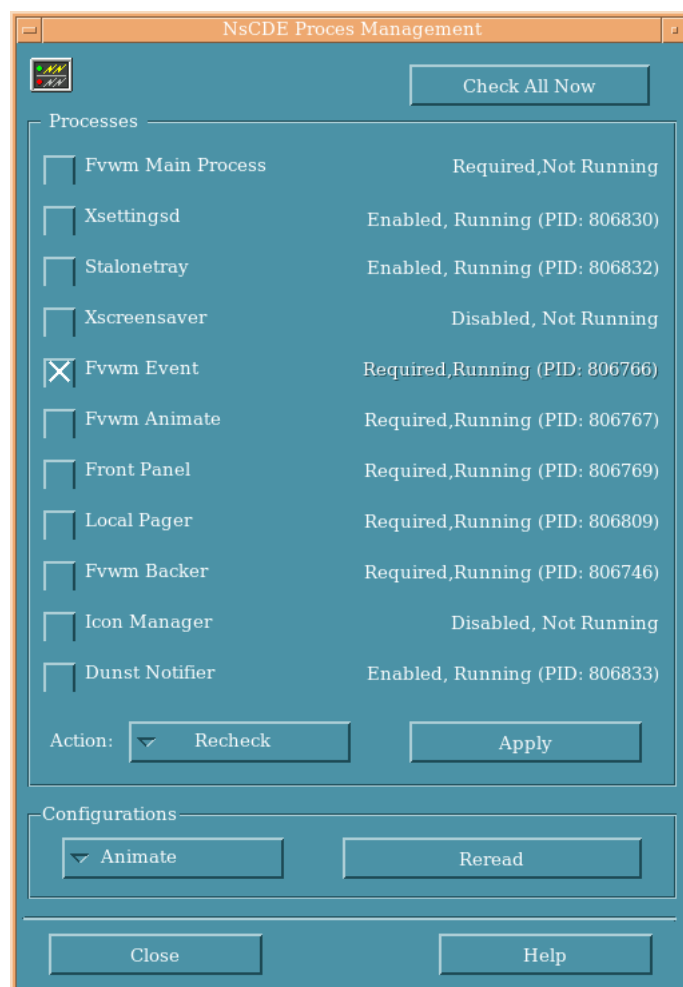 NsCDE Proces Management
Check All Now
Processes
Fvwm Main Process Required,Not Running
Xsettingsd Enabled, Running (PID: 806830)
Stalonetray Enabled, Running (PID: 806832)
Xscreensaver Disabled, Not Running
Fvwm Event Required,Running (PID: 806766)
Fvwm Animate Required,Running (PID: 806767)
Front Panel Required,Running (PID: 806769)
Local Pager Required,Running (PID: 806809)
Fvwm Backer Required,Running (PID: 806746)
Icon Manager Disabled, Not Running
Dunst Notifier Enabled, Running (PID: 806833)
Action: Recheck Apply
Configurations
Animate Reread
Close Help